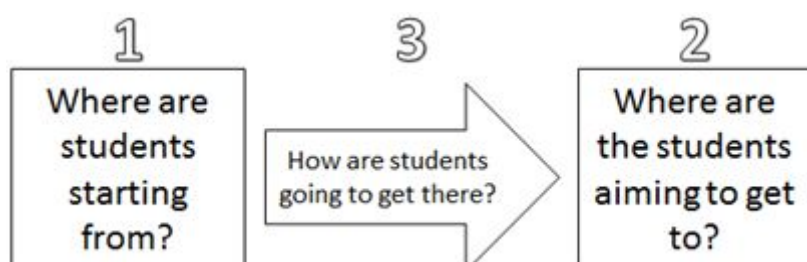 1
3
2
Where are
students
starting
from?
How are students
going to get there?
Where are
the students
aiming to get
to?